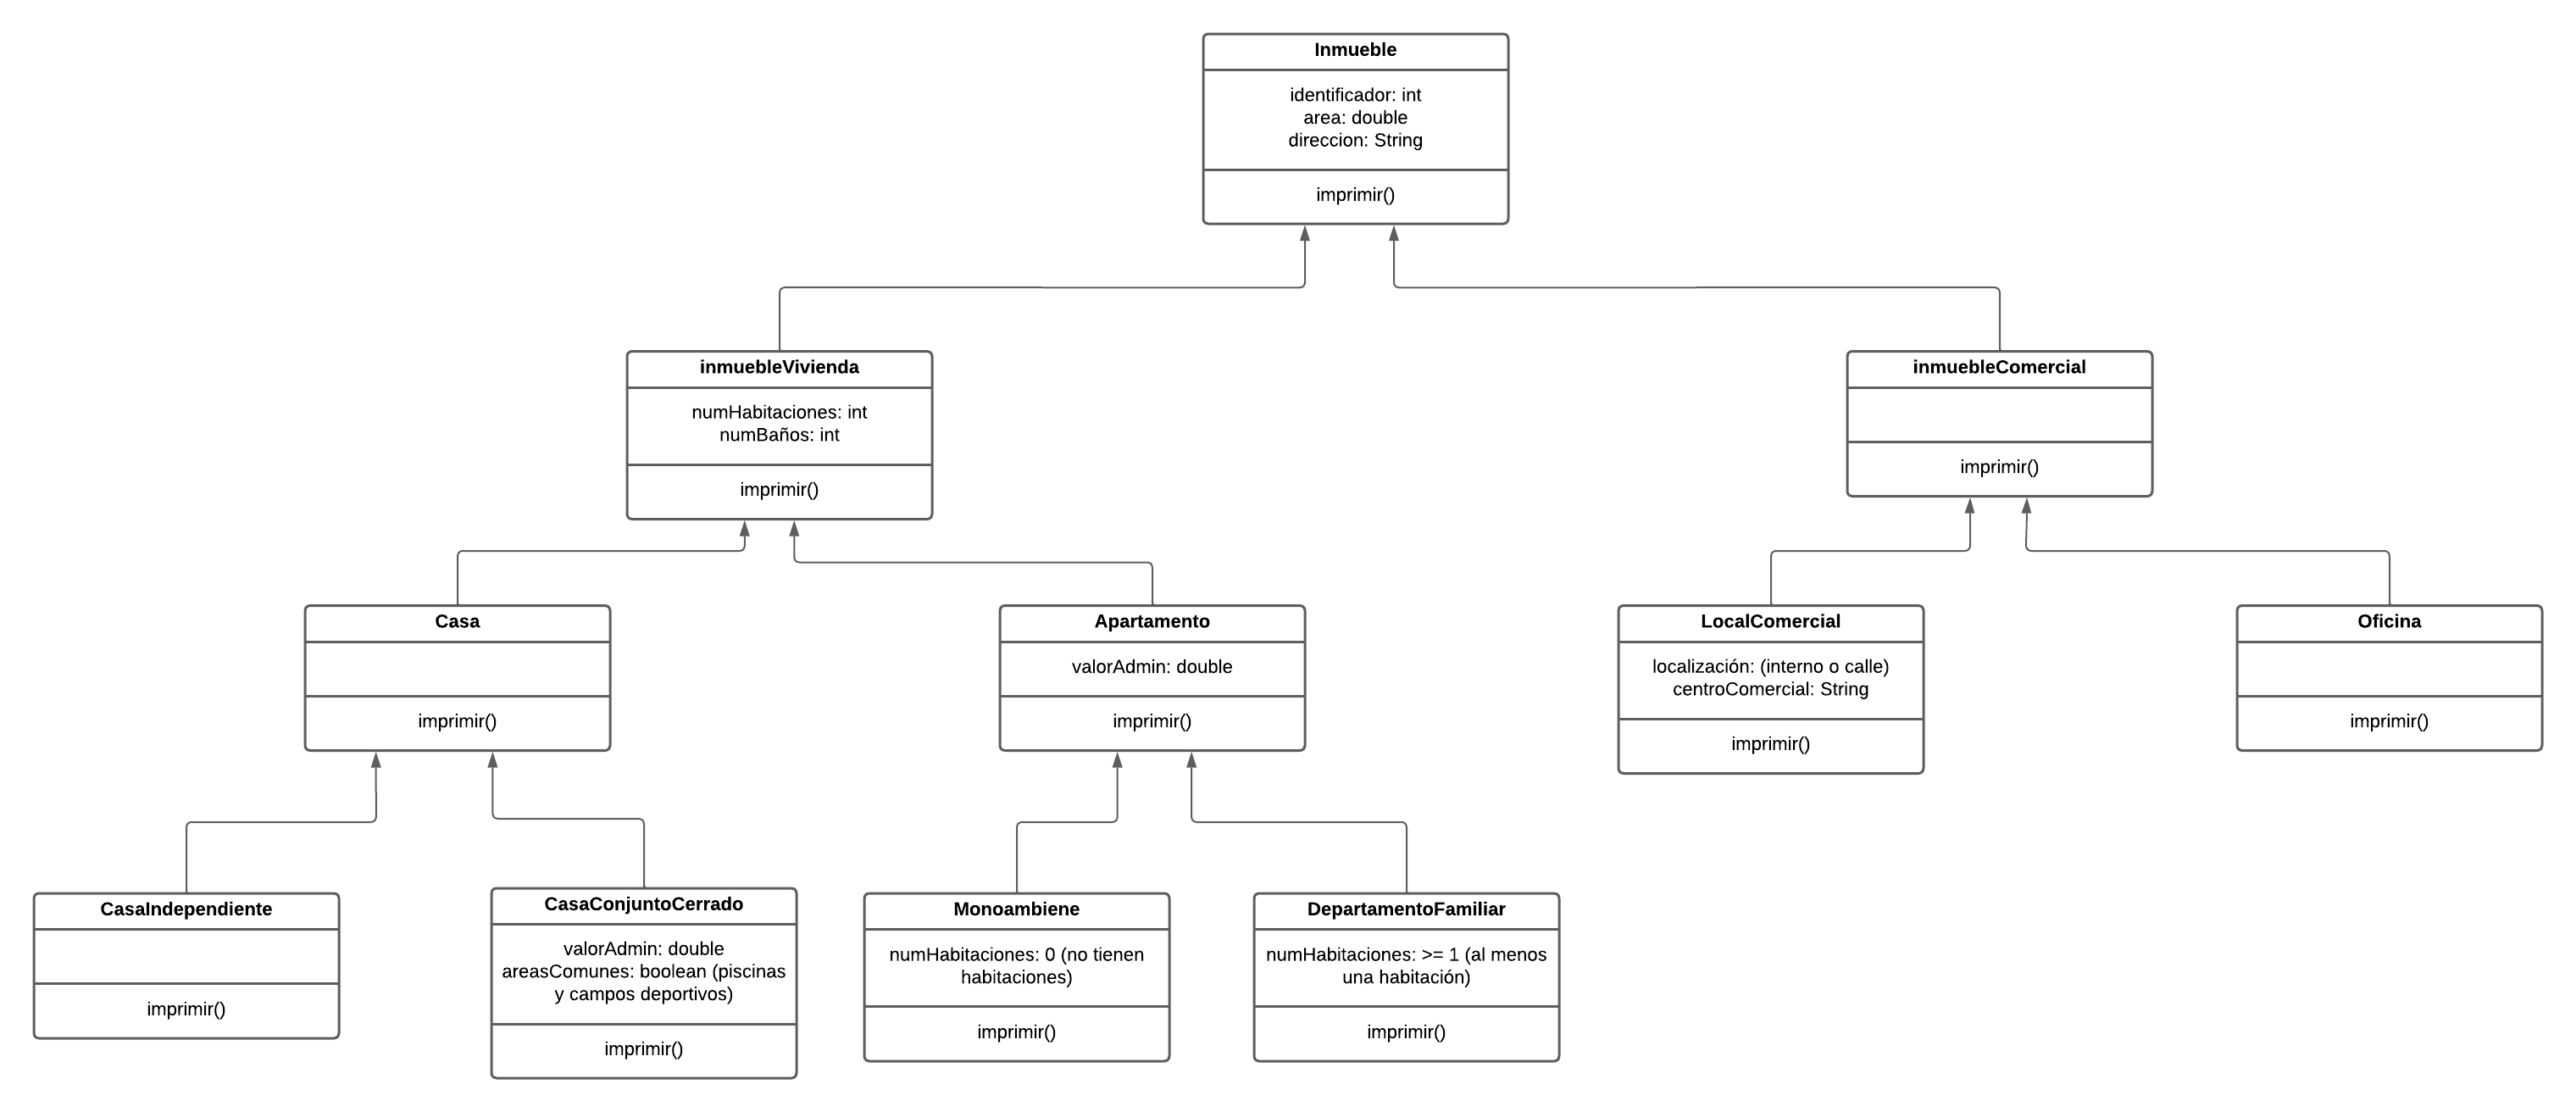 Inmueble
identificador: int
area: double
direccion: String
imprimir()
inmuebleVivienda
numHabitaciones: int
numBaños: int
imprimir()
inmuebleComercial
imprimir()
Casa
imprimir()
Apartamento
valorAdmin: double
imprimir()
LocalComercial
localización: (interno o calle)
centroComercial: String
imprimir()
Oficina
imprimir()
CasaIndependiente
imprimir()
CasaConjuntoCerrado
valorAdmin: double
areasComunes: boolean (piscinas
y campos deportivos)
imprimir()
Monoambiene
numHabitaciones: 0 (no tienen
habitaciones)
imprimir()
DepartamentoFamiliar
numHabitaciones: >= 1 (al menos
una habitación)
imprimir()